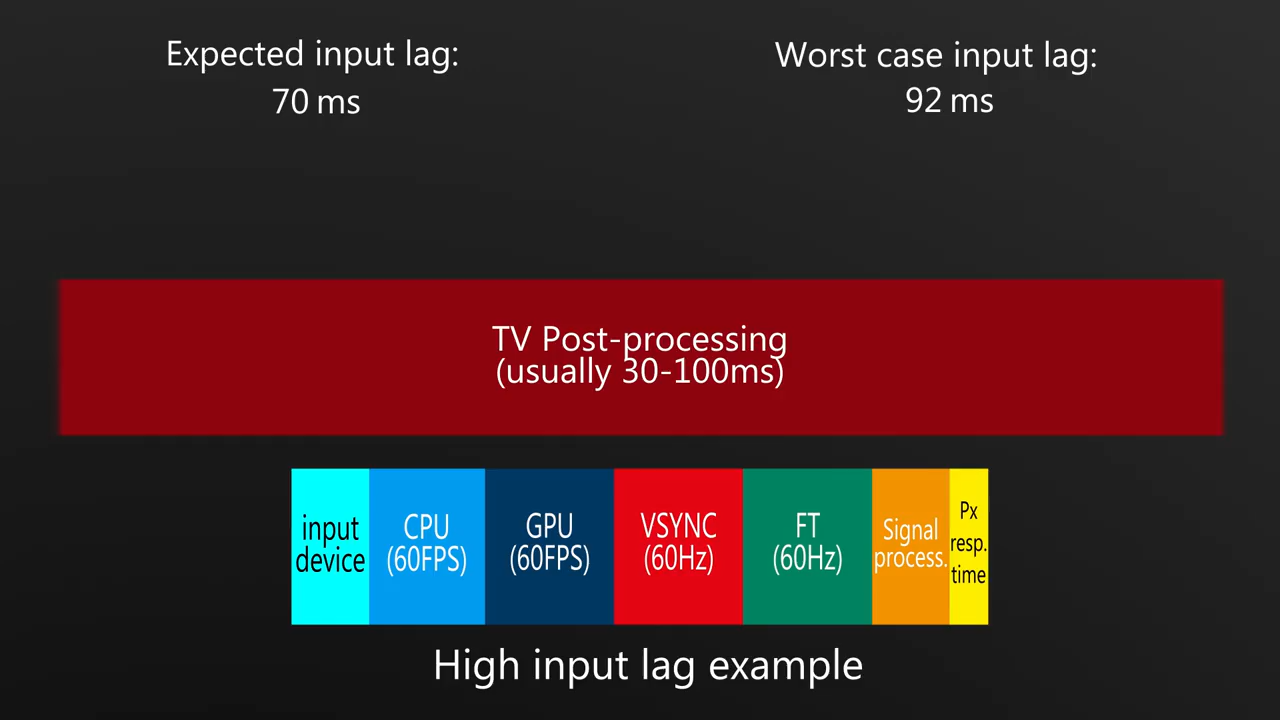 Expected input lag:
70 ms
Worst case input lag:
92 ms
TV Post-processing
(usually 30-100ms)
input
device
CPU
(60FPS)
GPU
(60FPS)
VSYNC
(60Hz)
FT
(60Hz)
Signal
process.
Px
resp.
time
High input lag example